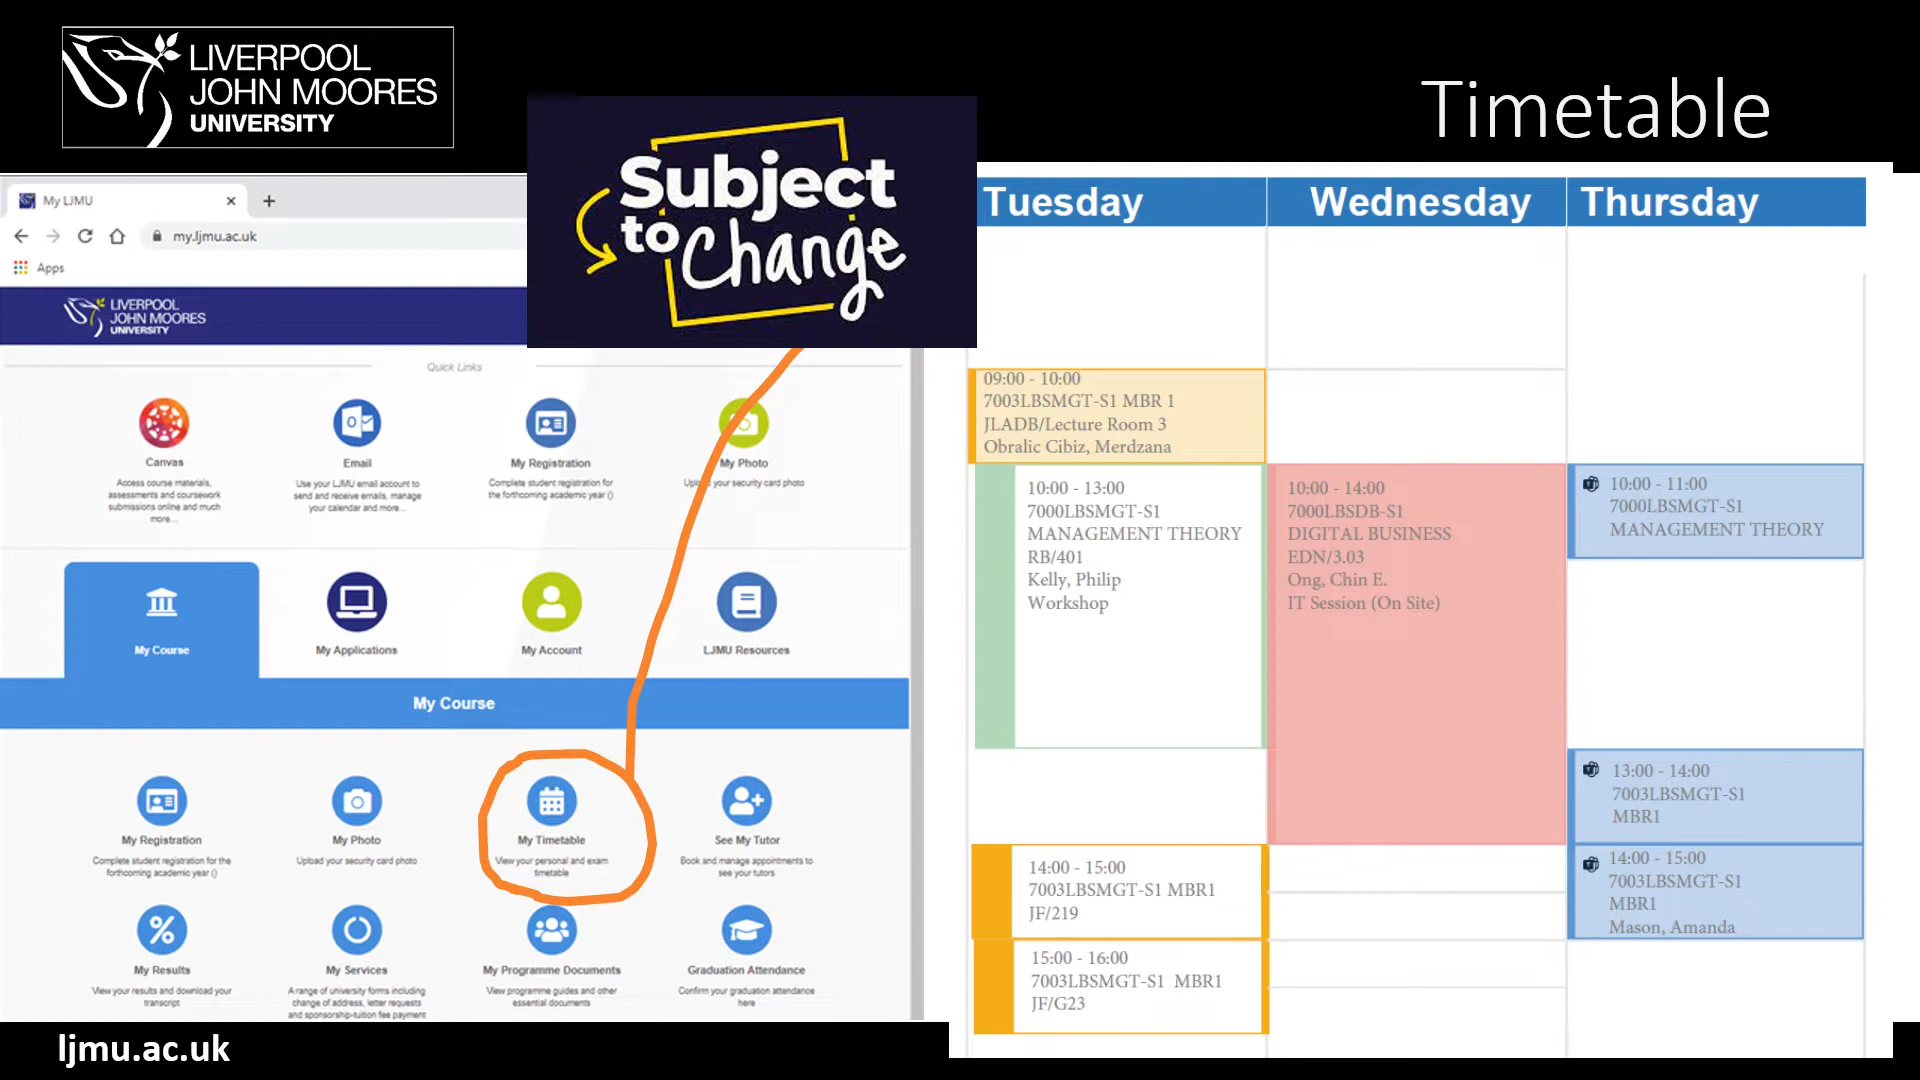 LIVERPOOL
JOHN MOORES
UNIVERSITY
Timetable
Subject
to
Change
My LJMU
my.ljmu.ac.uk
Apps
LIVERPOOL
JOHN MOORES
UNIVERSITY
Quick Links
Canvas
Access course materials,
assessments and coursework
submissions online and much
more...
Email
Use your LJMU email account to
send and receive emails, manage
your calendar and more...
My Registration
Complete student registration for
the forthcoming academic year ()
My Photo
Upload your security card photo
My Course
My Applications
My Account
LJMU Resources
My Course
My Registration
Complete student registration for the
forthcoming academic year ()
My Photo
Upload your security card photo
My Timetable
View your personal and exam
timetable
See My Tutor
Book and manage appointments to
see your tutors
My Results
View your results and download your
transcript
My Services
A range of university forms including
change of address, letter requests
and sponsorship-tuition fee payment
My Programme Documents
View programme guides and other
essential documents
Graduation Attendance
Confirm your graduation attendance
here
Tuesday
09:00 - 10:00
7003LBSMGT-S1 MBR 1
JLADB/Lecture Room 3
Obralic Cibiz, Merdzana
10:00 - 13:00
7000LBSMGT-S1
MANAGEMENT THEORY
RB/401
Kelly, Philip
Workshop
14:00 - 15:00
7003LBSMGT-S1 MBR1
JF/219
15:00 - 16:00
7003LBSMGT-S1 MBR1
JF/G23
Wednesday
10:00 - 14:00
7000LBSDB-S1
DIGITAL BUSINESS
EDN/3.03
Ong, Chin E.
IT Session (On Site)
Thursday
10:00 - 11:00
7000LBSMGT-S1
MANAGEMENT THEORY
13:00 - 14:00
7003LBSMGT-S1
MBR1
14:00 - 15:00
7003LBSMGT-S1
MBR1
Mason, Amanda
ljmu.ac.uk